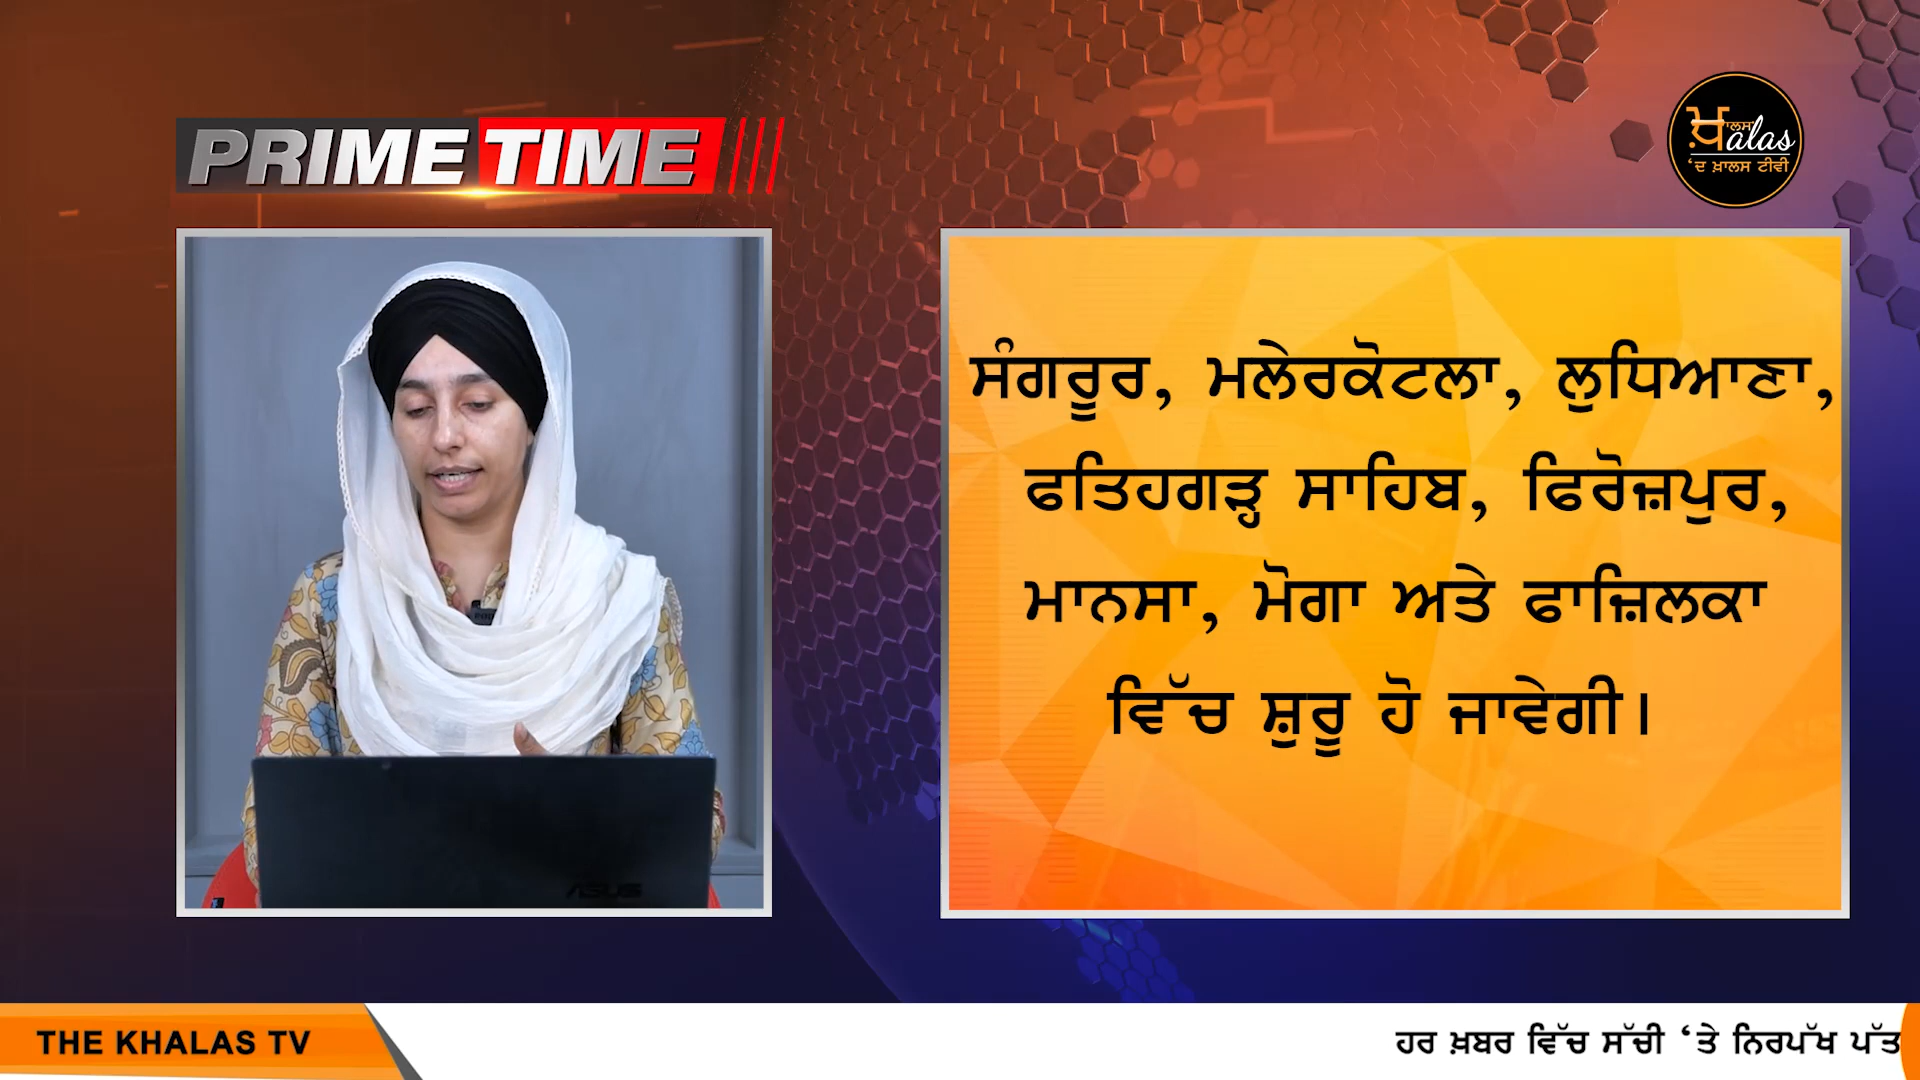 PRIME TIME
ਖ਼ਾਲਸ
alas
‘ਦ ਖ਼ਾਲਸ ਟੀਵੀ
ਸੰਗਰੂਰ, ਮਲੇਰਕੋਟਲਾ, ਲੁਧਿਆਣਾ,
ਫਤਿਹਗੜ੍ਹ ਸਾਹਿਬ, ਫਿਰੋਜ਼ਪੁਰ,
ਮਾਨਸਾ, ਮੋਗਾ ਅਤੇ ਫਾਜ਼ਿਲਕਾ
ਵਿੱਚ ਸ਼ੁਰੂ ਹੋ ਜਾਵੇਗੀ।
ASUS
THE KHALAS TV
ਹਰ ਖ਼ਬਰ ਵਿੱਚ ਸੱਚੀ ‘ਤੇ ਨਿਰਪੱਖ ਪੱਤ